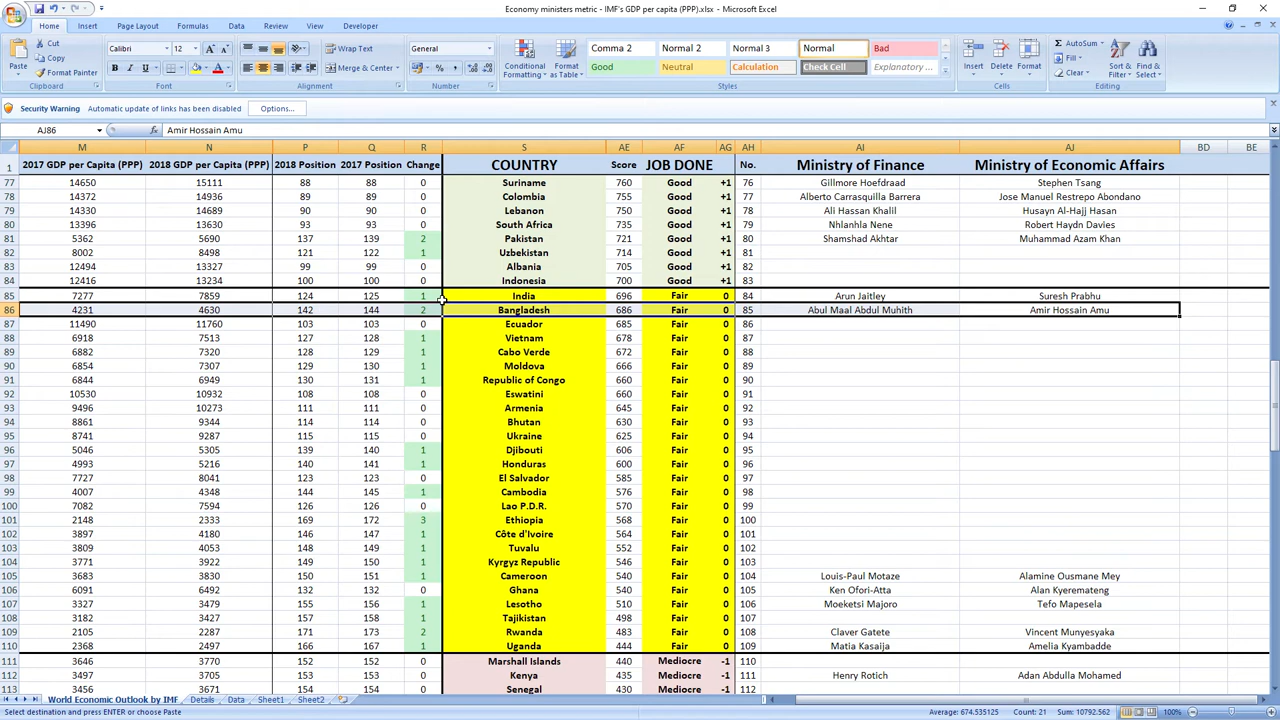 Economy ministers metric - IMF's GDP per capita (PPP).xlsx - Microsoft Excel
Home Insert Page Layout Formulas Data Review View Developer
Cut Calibri 12 Wrap Text General Comma 2 Normal 2 Normal 3 Normal Bad AutoSum
Copy Fill
Paste Format Painter Merge & Center Conditional Formatting Format as Table Good Neutral Calculation Check Cell Explanatory ... Insert Delete Format Clear Sort & Filter Find & Select
Clipboard Font Alignment Number Styles Cells Editing
Security Warning Automatic update of links has been disabled Options...
AJ86 fx Amir Hossain Amu
M N P Q R S AE AF AG AH AI AJ BD BE
1 2017 GDP per Capita (PPP) 2018 GDP per Capita (PPP) 2018 Position 2017 Position Change COUNTRY Score JOB DONE No. Ministry of Finance Ministry of Economic Affairs
77 14650 15111 88 88 0 Suriname 760 Good +1 76 Gillmore Hoefdraad Stephen Tsang
78 14372 14936 89 89 0 Colombia 755 Good +1 77 Alberto Carrasquilla Barrera Jose Manuel Restrepo Abondano
79 14330 14689 90 90 0 Lebanon 740 Good +1 78 Ali Hassan Khalil Husayn Al-Hajj Hasan
80 13396 13630 93 93 0 South Africa 735 Good +1 79 Nhlanhla Nene Robert Haydn Davies
81 5362 5690 137 139 2 Pakistan 721 Good +1 80 Shamshad Akhtar Muhammad Azam Khan
82 8002 8498 121 122 1 Uzbekistan 714 Good +1 81
83 12494 13327 99 99 0 Albania 705 Good +1 82
84 12416 13234 100 100 0 Indonesia 700 Good +1 83
85 7277 7859 124 125 1 India 696 Fair 0 84 Arun Jaitley Suresh Prabhu
86 4231 4630 142 144 2 Bangladesh 686 Fair 0 85 Abul Maal Abdul Muhith Amir Hossain Amu
87 11490 11760 103 103 0 Ecuador 685 Fair 0 86
88 6918 7513 127 128 1 Vietnam 678 Fair 0 87
89 6882 7320 128 129 1 Cabo Verde 672 Fair 0 88
90 6854 7307 129 130 1 Moldova 666 Fair 0 89
91 6844 6949 130 131 1 Republic of Congo 660 Fair 0 90
92 10530 10932 108 108 0 Eswatini 660 Fair 0 91
93 9496 10273 111 111 0 Armenia 645 Fair 0 92
94 8861 9344 114 114 0 Bhutan 630 Fair 0 93
95 8741 9287 115 115 0 Ukraine 625 Fair 0 94
96 5046 5305 139 140 1 Djibouti 609 Fair 0 95
97 4993 5216 140 141 1 Honduras 600 Fair 0 96
98 7727 8041 123 123 0 El Salvador 585 Fair 0 97
99 4007 4348 144 145 1 Cambodia 576 Fair 0 98
100 7082 7594 126 126 0 Lao P.D.R. 570 Fair 0 99
101 2148 2333 169 172 3 Ethiopia 568 Fair 0 100
102 3897 4180 146 147 1 Côte d'Ivoire 564 Fair 0 101
103 3809 4053 148 149 1 Tuvalu 552 Fair 0 102
104 3771 3922 149 150 1 Kyrgyz Republic 546 Fair 0 103
105 3683 3830 150 151 1 Cameroon 540 Fair 0 104 Louis-Paul Motaze Alamine Ousmane Mey
106 6091 6492 132 132 0 Ghana 540 Fair 0 105 Ken Ofori-Atta Alan Kyeremateng
107 3327 3479 155 156 1 Lesotho 510 Fair 0 106 Moeketsi Majoro Tefo Mapesela
108 3182 3427 157 158 1 Tajikistan 498 Fair 0 107
109 2105 2287 171 173 2 Rwanda 483 Fair 0 108 Claver Gatete Vincent Munyesyaka
110 2368 2497 166 167 1 Uganda 444 Fair 0 109 Matia Kasaija Amelia Kyambadde
111 3646 3770 152 152 0 Marshall Islands 440 Mediocre -1 110
112 3497 3705 153 153 0 Kenya 435 Mediocre -1 111 Henry Rotich Adan Abdulla Mohamed
113 3456 3671 154 154 0 Senegal 430 Mediocre -1 112
World Economic Outlook by IMF Details Data Sheet1 Sheet2
Select destination and press ENTER or choose Paste Average: 674.535125 Count: 21 Sum: 10792.562 100%